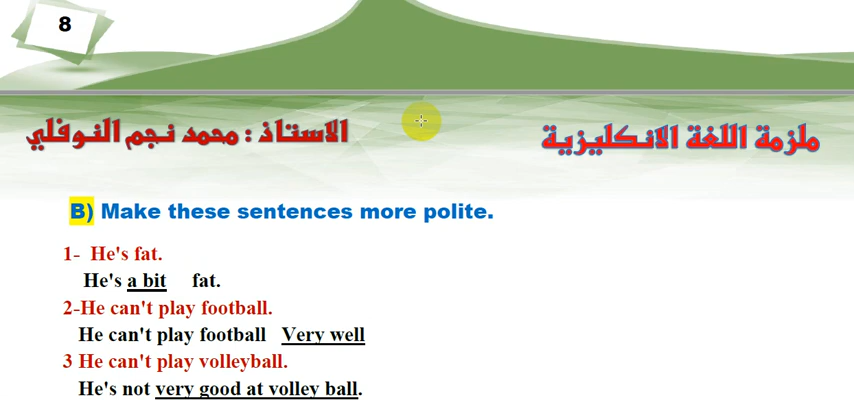 8
الاستاذ : محمد نجم النوفلي
ملزمة اللغة الانكليزية
B) Make these sentences more polite.
1- He's fat.
He's a bit fat.
2-He can't play football.
He can't play football Very well
3 He can't play volleyball.
He's not very good at volley ball.